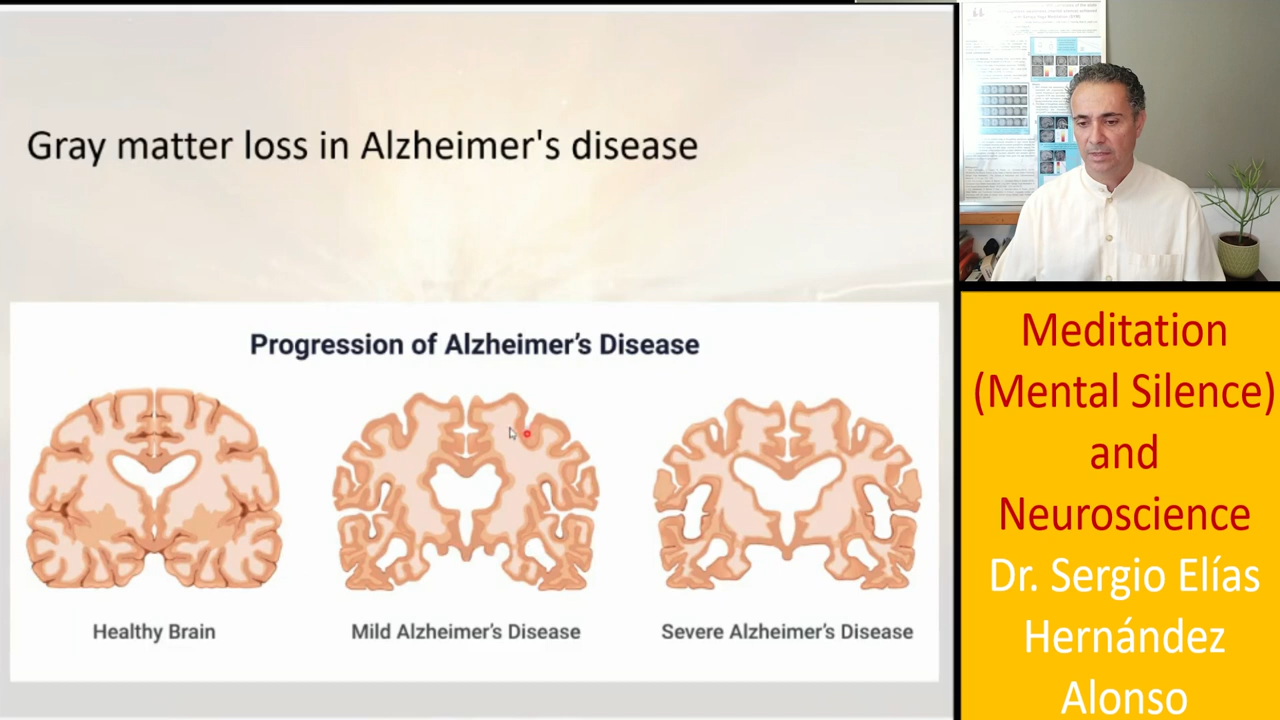 Gray matter loss in Alzheimer's disease
Progression of Alzheimer's Disease
Healthy Brain
Mild Alzheimer's Disease
Severe Alzheimer's Disease
Meditation
(Mental Silence)
and
Neuroscience
Dr. Sergio Elías
Hernández
Alonso